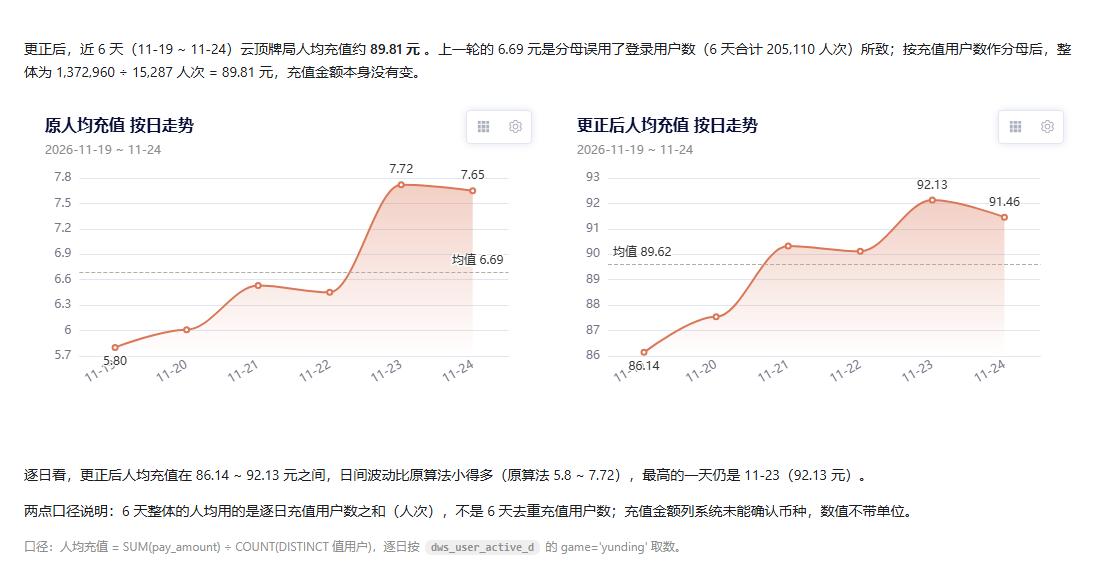 更正后，近 6 天（11-19 ~ 11-24）云顶牌局人均充值约 89.81 元 。上一轮的 6.69 元是分母误用了登录用户数（6 天合计 205,110 人次）所致；按充值用户数作分母后，整
体为 1,372,960 ÷ 15,287 人次 = 89.81 元，充值金额本身没有变。
原人均充值 按日走势
2026-11-19 ~ 11-24
7.8
7.5
7.2
6.9
6.6
6.3
6
5.7
7.72
7.65
均值 6.69
5.80
11-20
11-21
11-22
11-23
11-24
更正后人均充值 按日走势
2026-11-19 ~ 11-24
93
92
91
90
89
88
87
86
92.13
91.46
均值 89.62
86.14
11-20
11-21
11-22
11-23
11-24
逐日看，更正后人均充值在 86.14 ~ 92.13 元之间，日间波动比原算法小得多（原算法 5.8 ~ 7.72），最高的一天仍是 11-23（92.13 元）。
两点口径说明：6 天整体的人均用的是逐日充值用户数之和（人次），不是 6 天去重充值用户数；充值金额列系统未能确认币种，数值不带单位。
口径：人均充值 = SUM(pay_amount) ÷ COUNT(DISTINCT 值用户)，逐日按 dws_user_active_d 的 game='yunding' 取数。